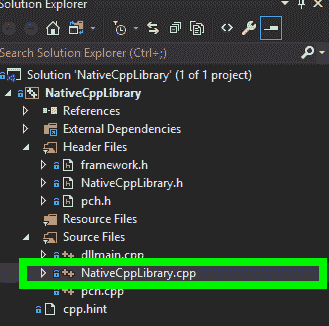 Solution Explorer
Search Solution Explorer (Ctrl+;)
Solution 'NativeCppLibrary' (1 of 1 project)
NativeCppLibrary
References
External Dependencies
Header Files
framework.h
NativeCppLibrary.h
pch.h
Resource Files
Source Files
dllmain.cpp
NativeCppLibrary.cpp
pch.cpp
cpp.hint